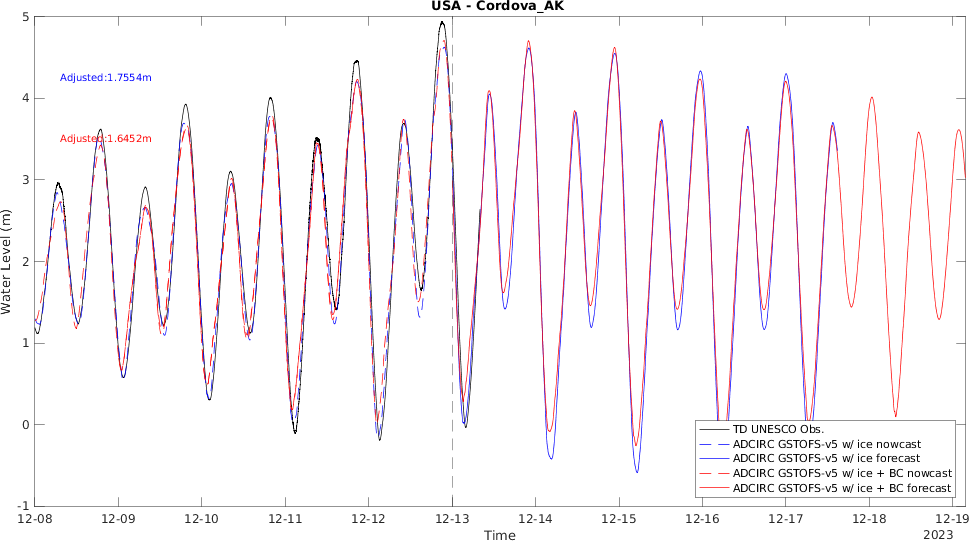 USA - Cordova_AK
Adjusted:1.7554m
Adjusted:1.6452m
Water Level (m)
5
4
3
2
1
0
-1
TD UNESCO Obs.
ADCIRC GSTOFS-v5 w/ ice nowcast
ADCIRC GSTOFS-v5 w/ ice forecast
ADCIRC GSTOFS-v5 w/ ice + BC nowcast
ADCIRC GSTOFS-v5 w/ ice + BC forecast
12-08 12-09 12-10 12-11 12-12 12-13 12-14 12-15 12-16 12-17 12-18 12-19
Time
2023